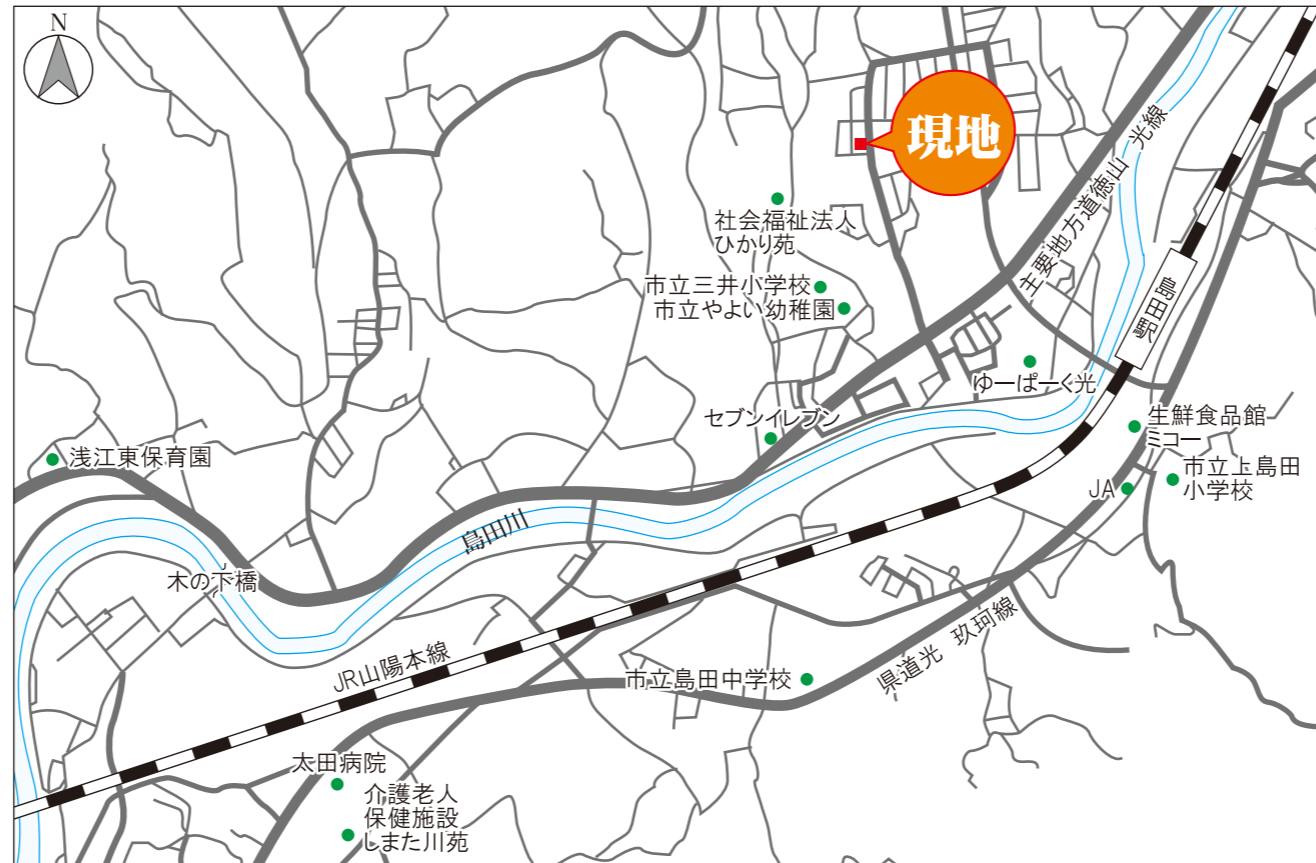 N
現地
主要地方道徳山 光線
社会福祉法人
ひかり苑
市立三井小学校
市立やよい幼稚園
島田駅
ゆーぱーく光
セブンイレブン
生鮮食品館
ミコー
市立上島田
小学校
JA
浅江東保育園
島田川
木の下橋
県道光 玖珂線
JR山陽本線
市立島田中学校
太田病院
介護老人
保健施設
しまた川苑